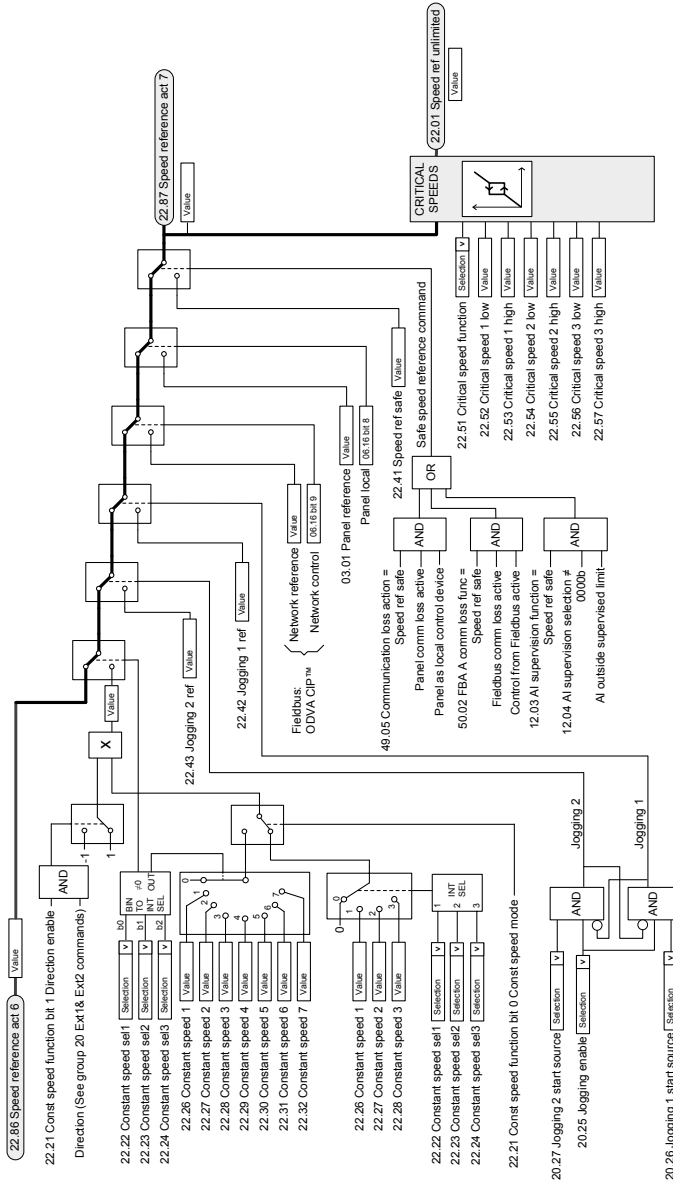 22.86 Speed reference act 6
Value
22.21 Const speed function bit 1 Direction enable
Direction (See group 20 Ext1& Ext2 commands)
AND
-1
1
X
Value
22.22 Constant speed sel1
Selection
v
22.23 Constant speed sel2
Selection
v
22.24 Constant speed sel3
Selection
v
b0
b1
b2
BIN
TO
INT
SEL
≠0
OUT
22.26 Constant speed 1
Value
22.27 Constant speed 2
Value
22.28 Constant speed 3
Value
22.29 Constant speed 4
Value
22.30 Constant speed 5
Value
22.31 Constant speed 6
Value
22.32 Constant speed 7
Value
0
1
2
3
4
5
6
7
22.26 Constant speed 1
Value
22.27 Constant speed 2
Value
22.28 Constant speed 3
Value
0
1
2
3
22.22 Constant speed sel1
Selection
v
22.23 Constant speed sel2
Selection
v
22.24 Constant speed sel3
Selection
v
1
2
3
INT
SEL
22.21 Const speed function bit 0 Const speed mode
20.27 Jogging 2 start source
Selection
v
20.25 Jogging enable
Selection
v
20.26 Jogging 1 start source
Selection
v
AND
AND
Jogging 2
Jogging 1
22.43 Jogging 2 ref
Value
22.42 Jogging 1 ref
Value
Fieldbus:
ODVA CIP™
Network reference
Value
Network control
06.16 bit 9
03.01 Panel reference
Value
Panel local
06.16 bit 8
22.41 Speed ref safe
Value
49.05 Communication loss action =
Speed ref safe
Panel comm loss active
Panel as local control device
AND
50.02 FBA A comm loss func =
Speed ref safe
Fieldbus comm loss active
Control from Fieldbus active
AND
12.03 AI supervision function =
Speed ref safe
12.04 AI supervision selection ≠
0000b
AI outside supervised limit
AND
OR
Safe speed reference command
22.87 Speed reference act 7
Value
22.51 Critical speed function
Selection
v
22.52 Critical speed 1 low
Value
22.53 Critical speed 1 high
Value
22.54 Critical speed 2 low
Value
22.55 Critical speed 2 high
Value
22.56 Critical speed 3 low
Value
22.57 Critical speed 3 high
Value
CRITICAL
SPEEDS
22.01 Speed ref unlimited
Value